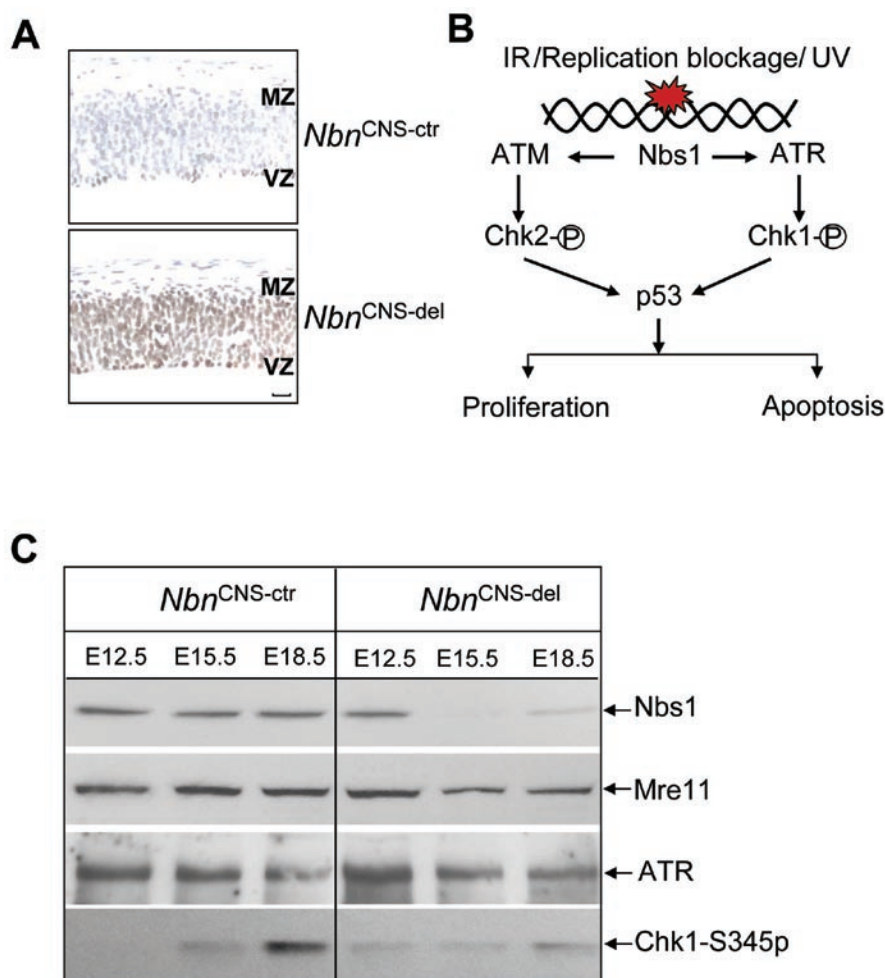 A
MZ
VZ
Nbn^CNS-ctr
MZ
VZ
Nbn^CNS-del
B
IR/Replication blockage/ UV
ATM Nbs1 ATR
Chk2-P Chk1-P
p53
Proliferation Apoptosis
C
Nbn^CNS-ctr Nbn^CNS-del
E12.5 E15.5 E18.5 E12.5 E15.5 E18.5
Nbs1
Mre11
ATR
Chk1-S345p